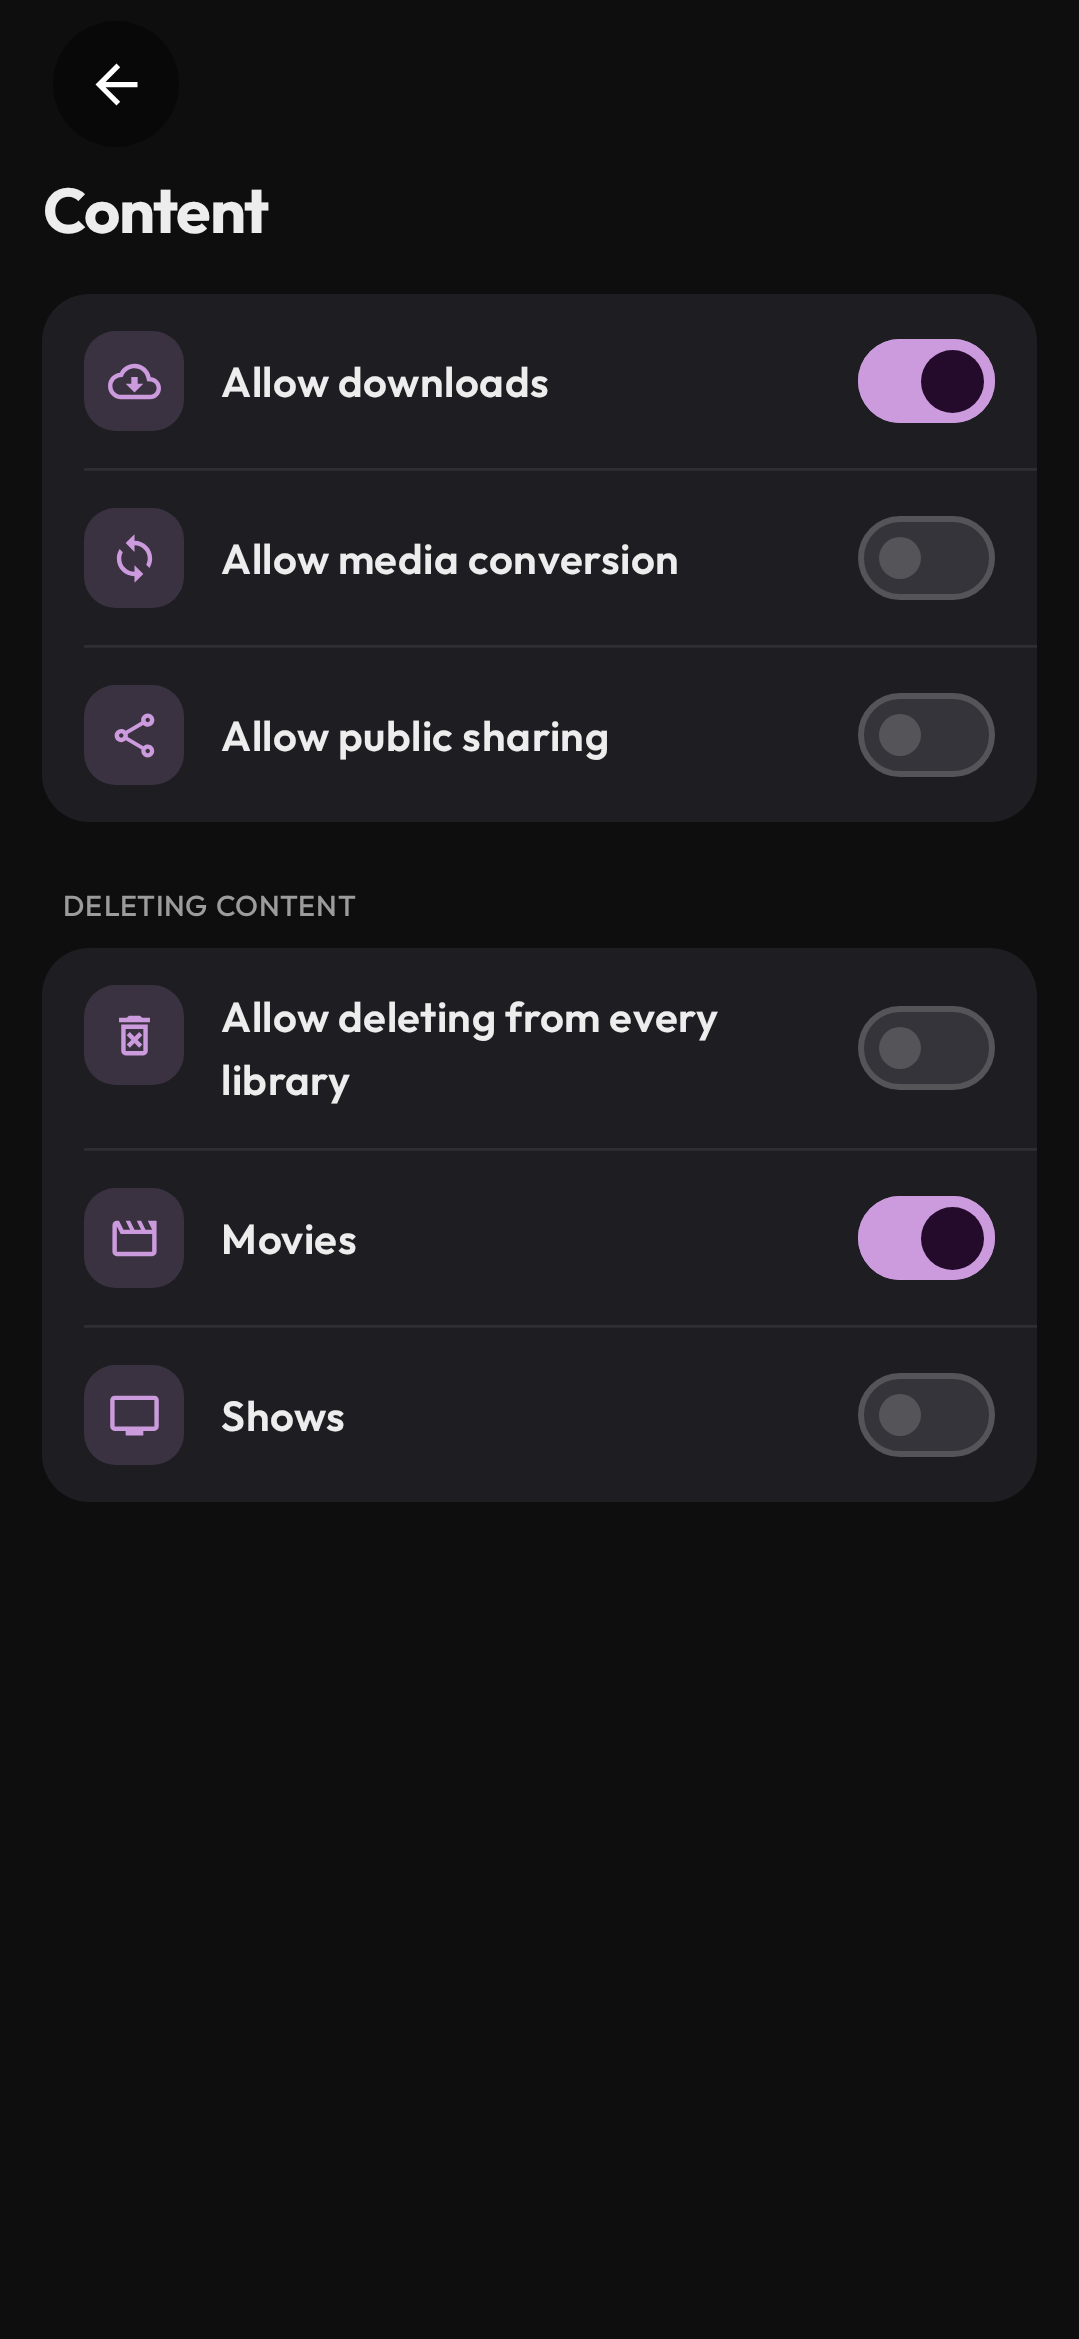 Content
Allow downloads
Allow media conversion
Allow public sharing
DELETING CONTENT
Allow deleting from every
library
Movies
Shows